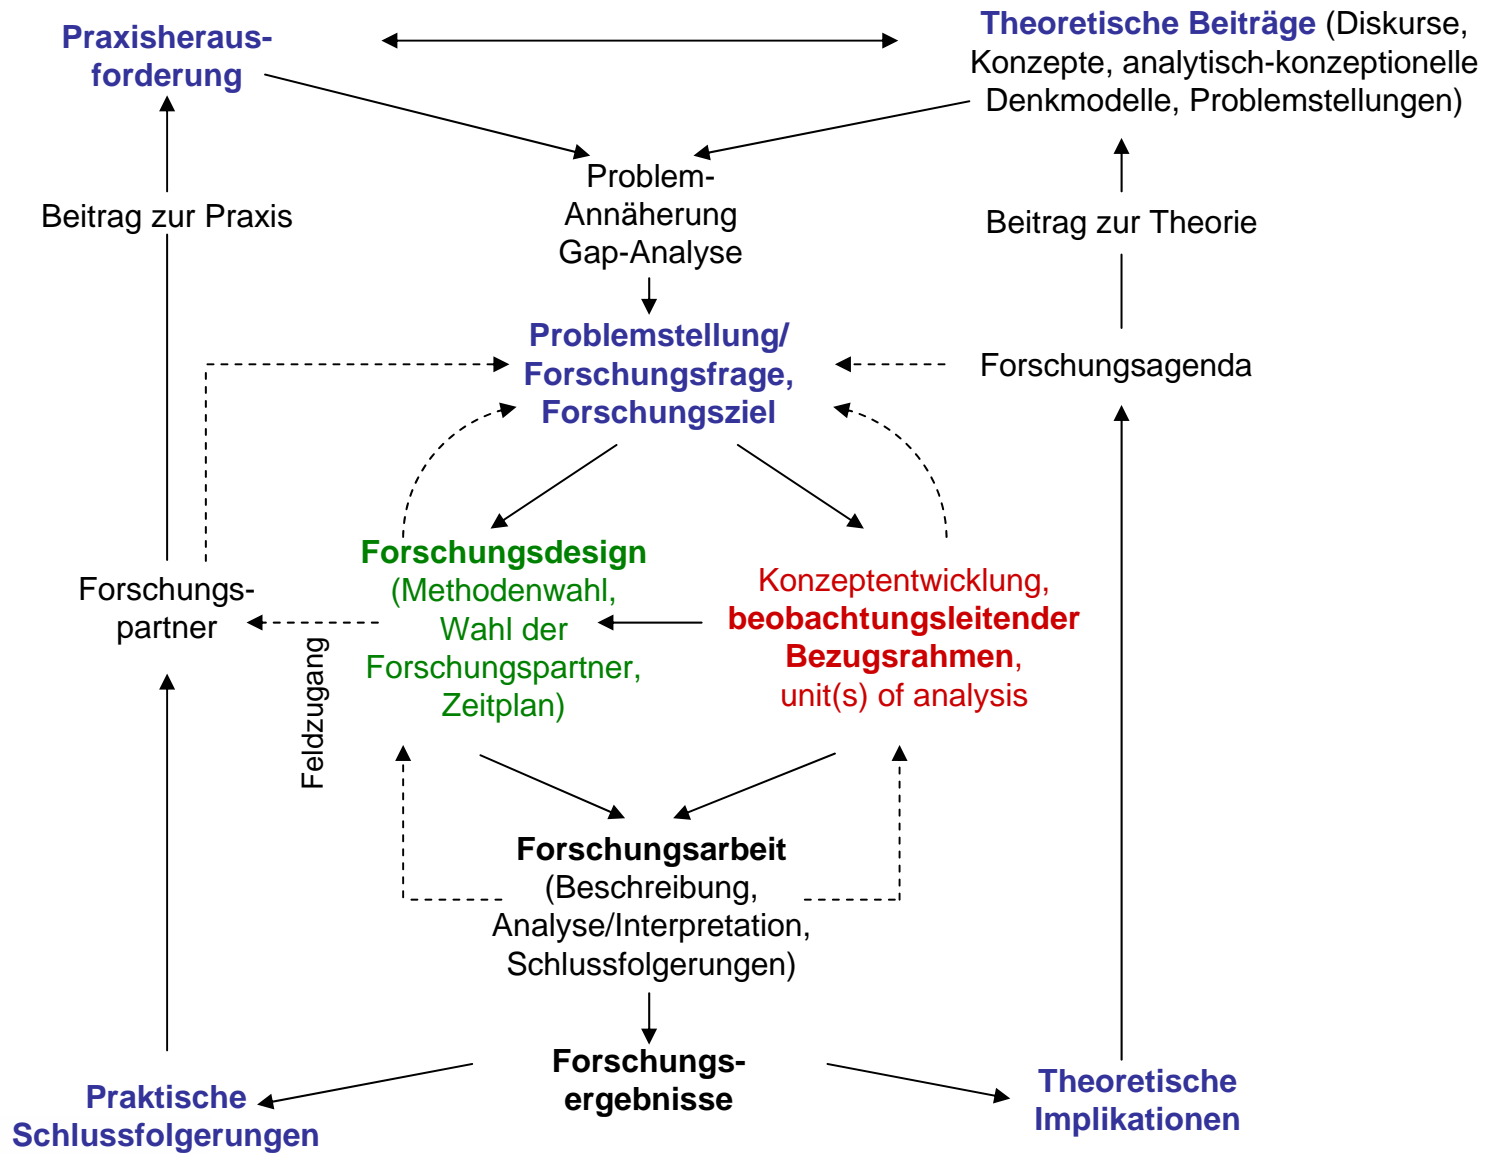 Praxisheraus-
forderung
Theoretische Beiträge (Diskurse,
Konzepte, analytisch-konzeptionelle
Denkmodelle, Problemstellungen)
Problem-
Annäherung
Gap-Analyse
Beitrag zur Praxis
Beitrag zur Theorie
Problemstellung/
Forschungsfrage,
Forschungsziel
Forschungsagenda
Forschungs-
partner
Feldzugang
Forschungsdesign
(Methodenwahl,
Wahl der
Forschungspartner,
Zeitplan)
Konzeptentwicklung,
beobachtungsleitender
Bezugsrahmen,
unit(s) of analysis
Forschungsarbeit
(Beschreibung,
Analyse/Interpretation,
Schlussfolgerungen)
Forschungs-
ergebnisse
Praktische
Schlussfolgerungen
Theoretische
Implikationen